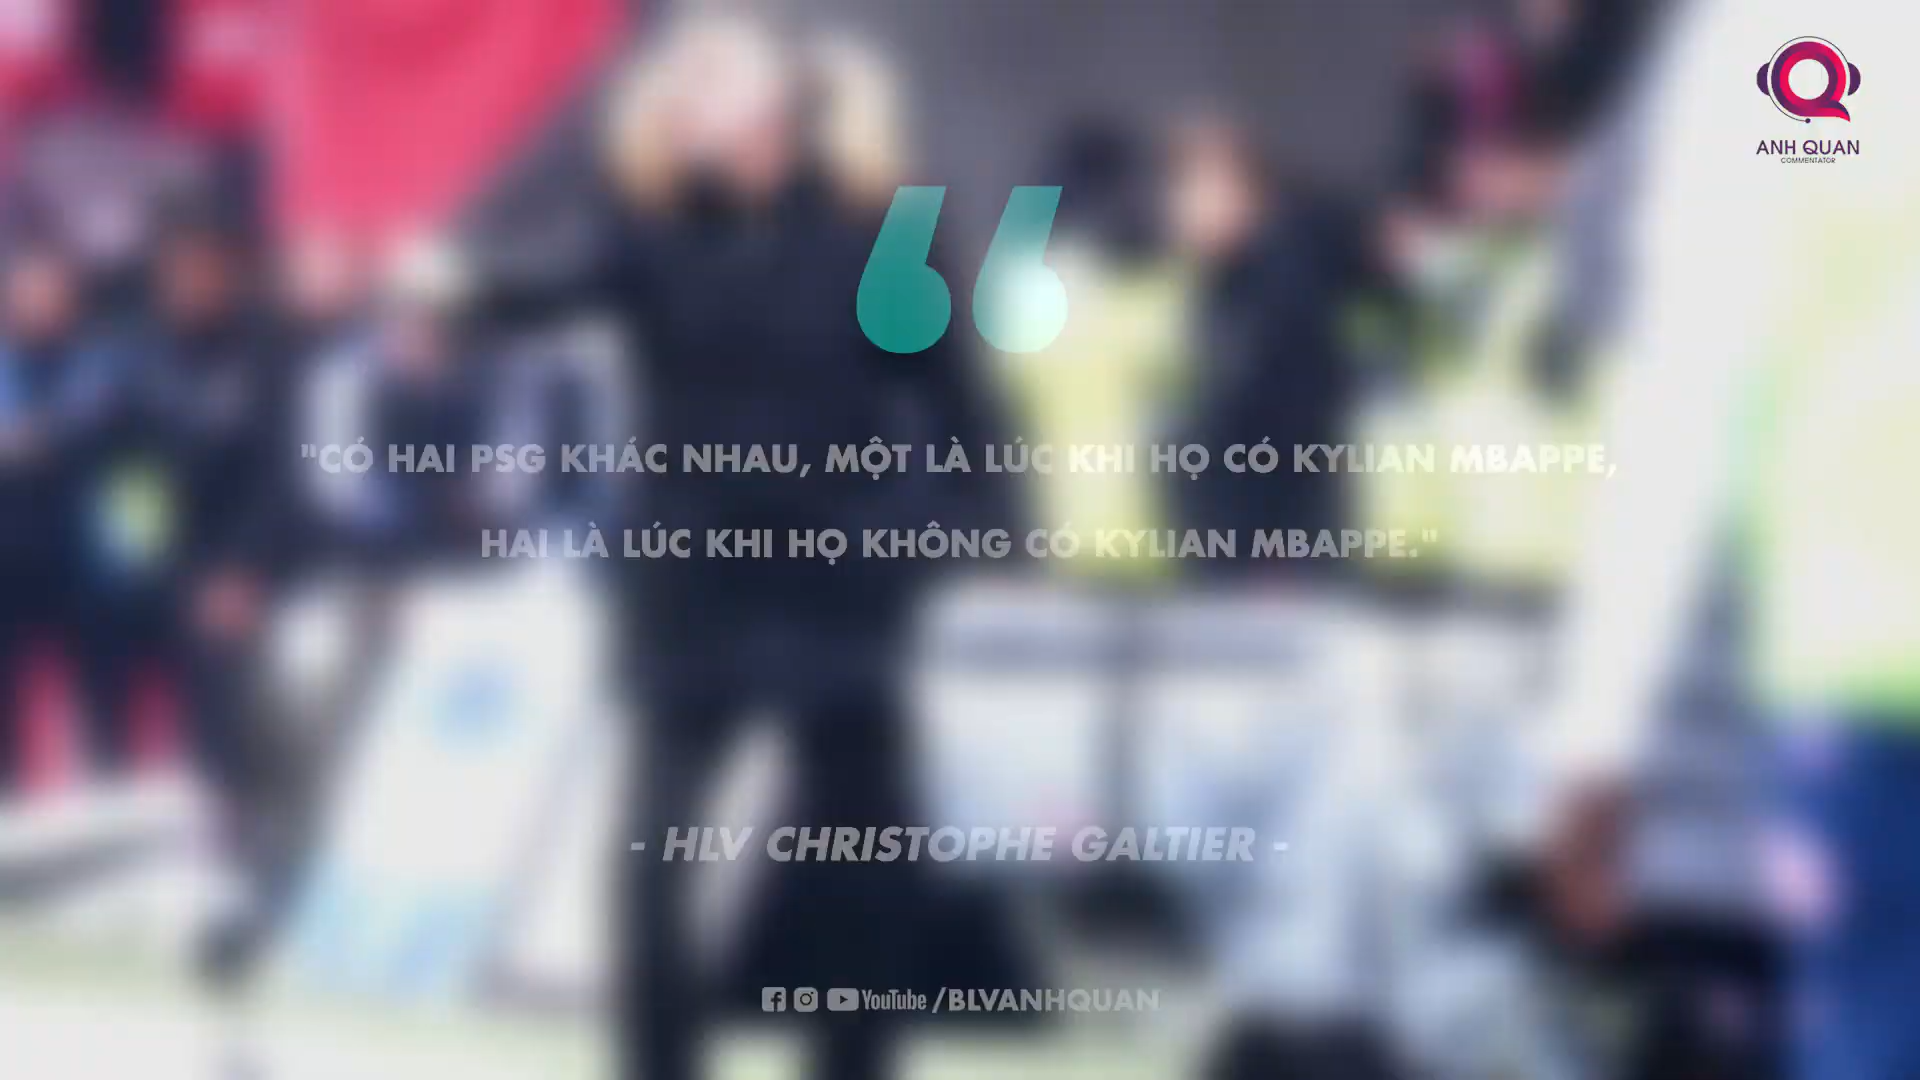 ANH QUAN
COMMENTATOR
"CÓ HAI PSG KHÁC NHAU, MỘT LÀ LÚC KHI HỌ CÓ KYLIAN MBAPPE,
HAI LÀ LÚC KHI HỌ KHÔNG CÓ KYLIAN MBAPPE."
- HLV CHRISTOPHE GALTIER -
YouTube /BLVANHQUAN